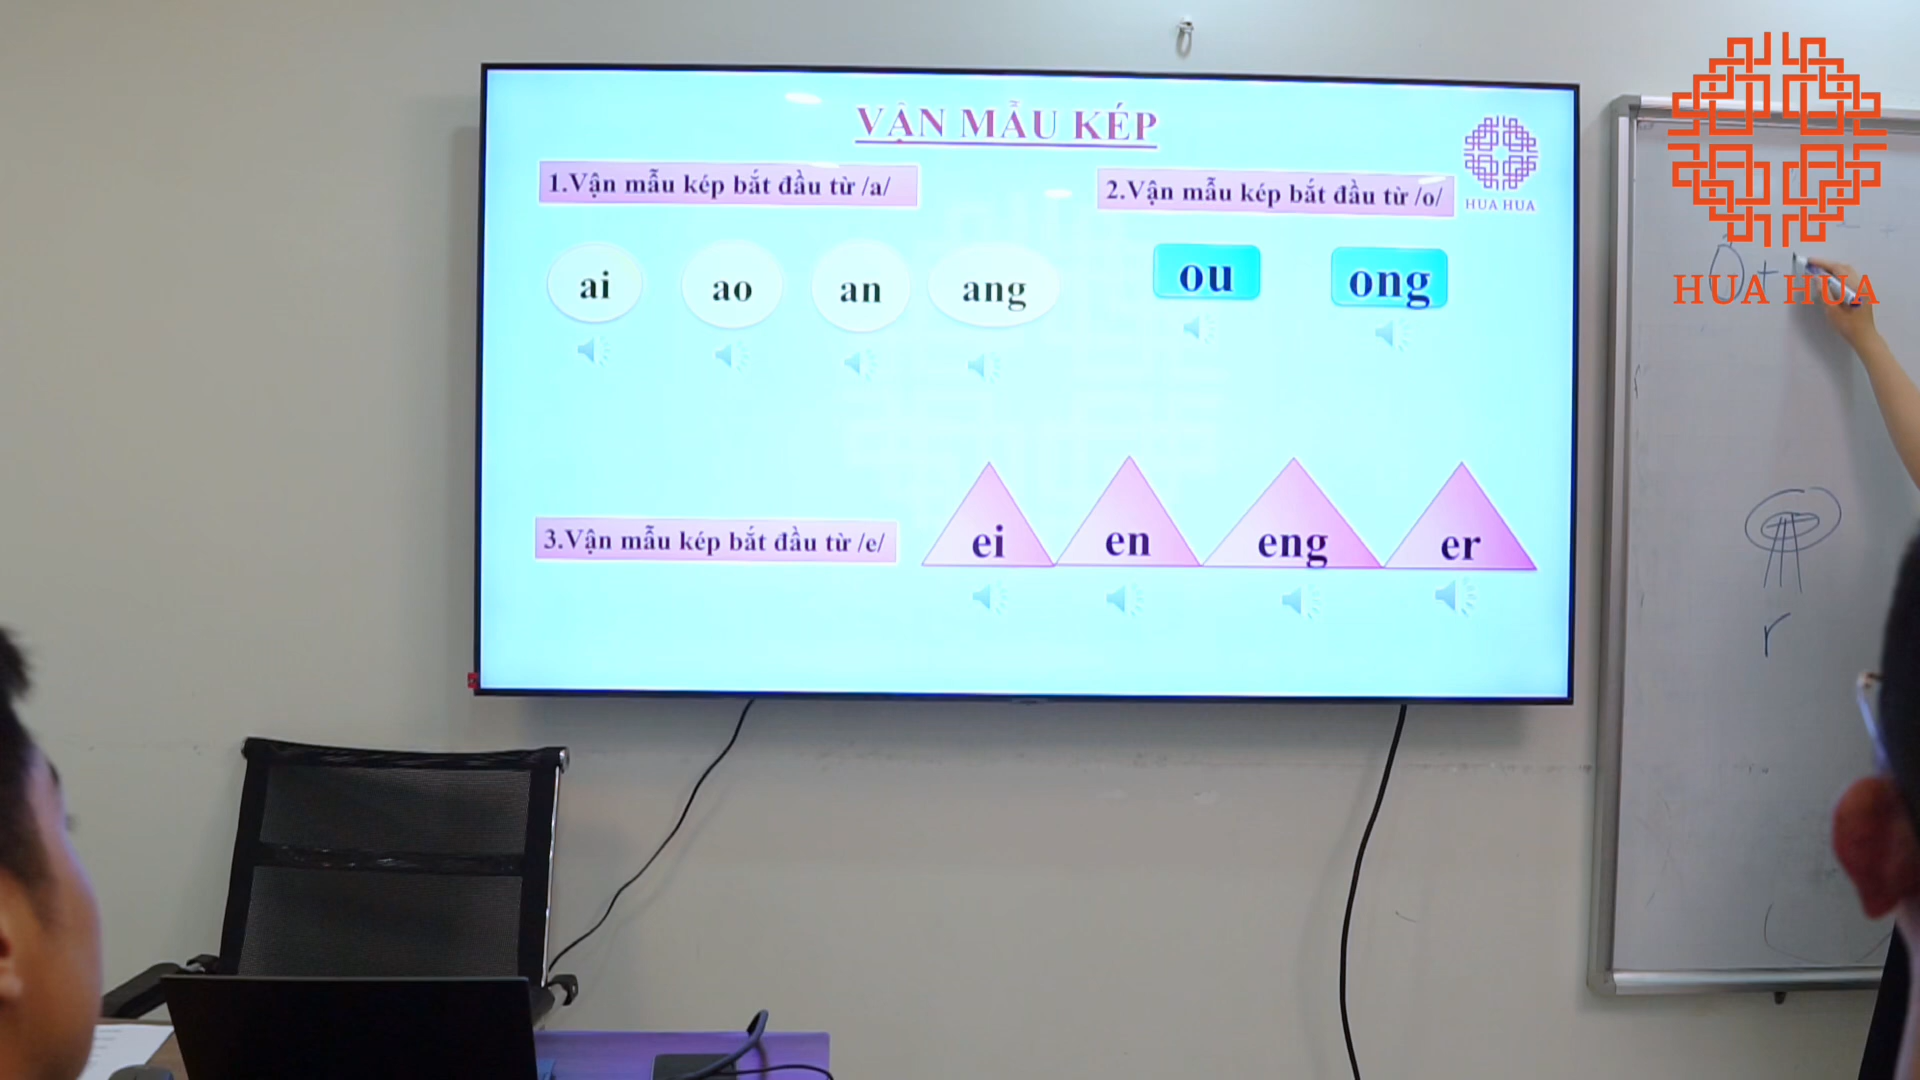 VẬN MẪU KÉP
1.Vận mẫu kép bắt đầu từ /a/
2.Vận mẫu kép bắt đầu từ /o/
HUA HUA
ai
ao
an
ang
ou
ong
3.Vận mẫu kép bắt đầu từ /e/
ei
en
eng
er
HUA HUA
r